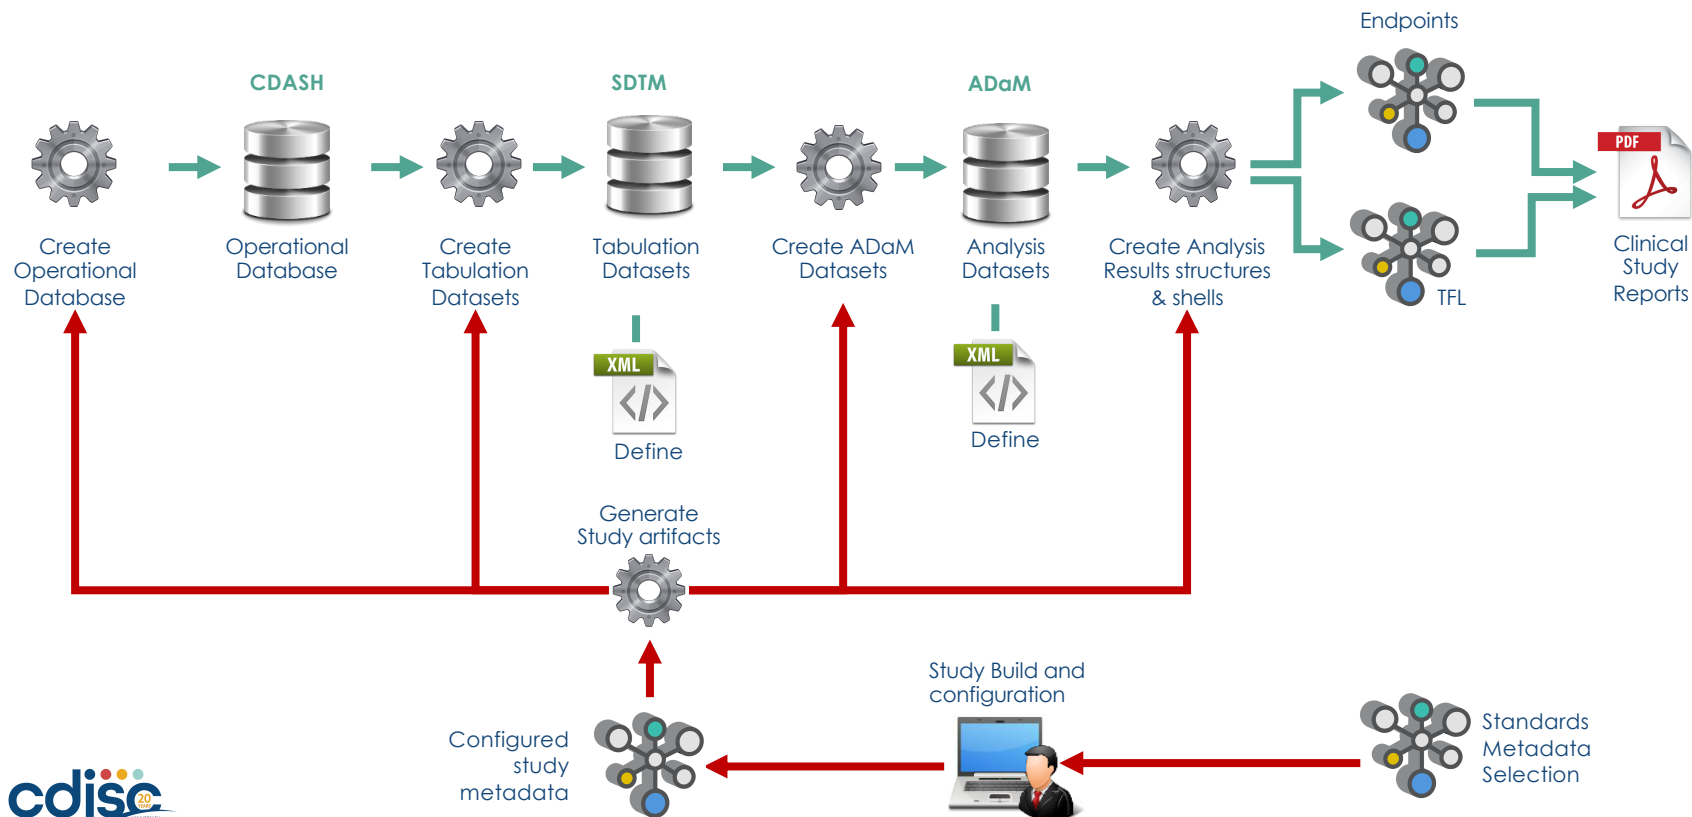 Endpoints
CDASH
SDTM
ADaM
PDF
Create
Operational
Database
Operational
Database
Create
Tabulation
Datasets
Tabulation
Datasets
Create ADaM
Datasets
Analysis
Datasets
Create Analysis
Results structures
& shells
TFL
Clinical
Study
Reports
XML
</>
Define
XML
</>
Define
Generate
Study artifacts
Study Build and
configuration
Configured
study
metadata
Standards
Metadada
Selection
cdisc
20
YEARS